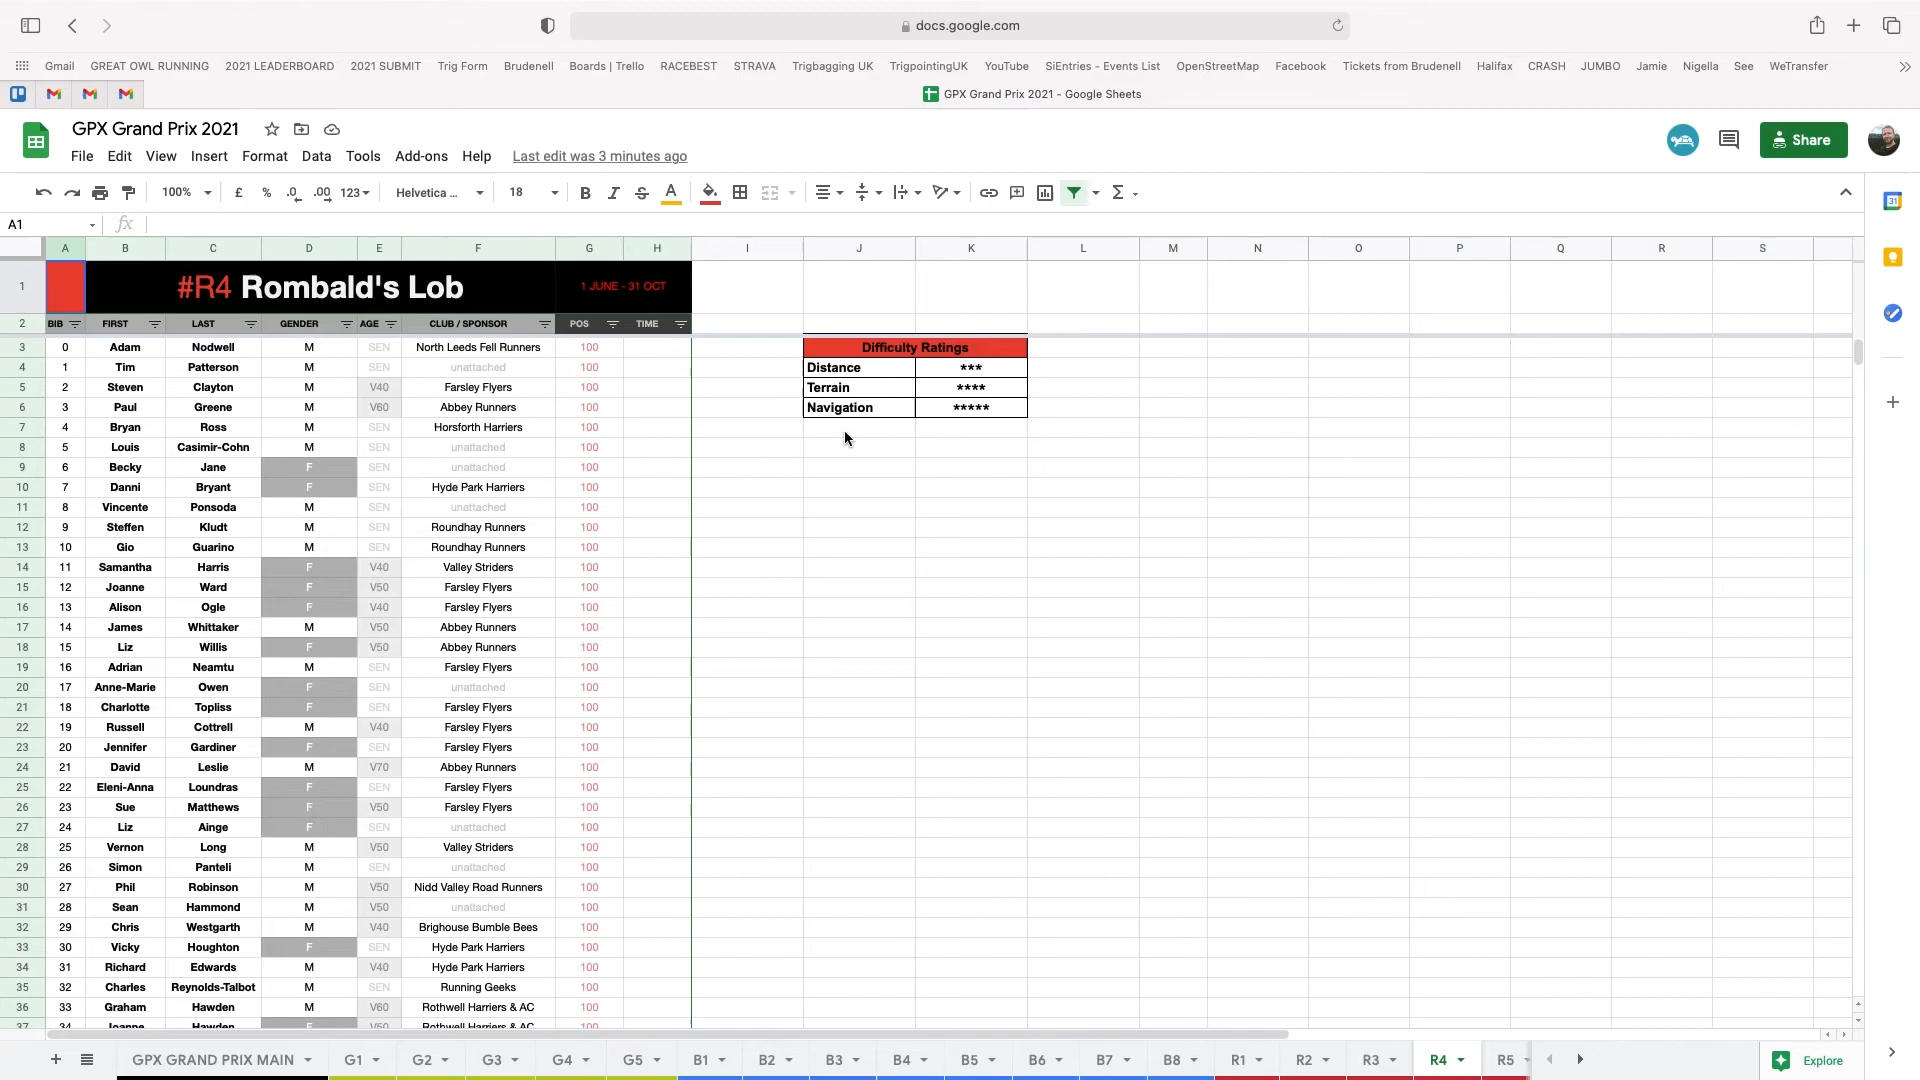 docs.google.com
Gmail GREAT OWL RUNNING 2021 LEADERBOARD 2021 SUBMIT Trig Form Brudenell Boards | Trello RACEBEST STRAVA Trigbagging UK TrigpointingUK YouTube SiEntries - Events List OpenStreetMap Facebook Tickets from Brudenell Halifax CRASH JUMBO Jamie Nigella See WeTransfer
GPX Grand Prix 2021 - Google Sheets
GPX Grand Prix 2021
Share
File Edit View Insert Format Data Tools Add-ons Help Last edit was 3 minutes ago
100% £ % .0 .00 123 Helvetica ... 18 B I S A Σ
31
A1 fx
A B C D E F G H I J K L M N O P Q R S
1 #R4 Rombald's Lob 1 JUNE - 31 OCT
2 BIB FIRST LAST GENDER AGE CLUB / SPONSOR POS TIME
3 0 Adam Nodwell M SEN North Leeds Fell Runners 100 Difficulty Ratings
4 1 Tim Patterson M SEN unattached 100 Distance ***
5 2 Steven Clayton M V40 Farsley Flyers 100 Terrain ****
6 3 Paul Greene M V60 Abbey Runners 100 Navigation *****
7 4 Bryan Ross M SEN Horsforth Harriers 100
8 5 Louis Casimir-Cohn M SEN unattached 100
9 6 Becky Jane F SEN unattached 100
10 7 Danni Bryant F SEN Hyde Park Harriers 100
11 8 Vincente Ponsoda M SEN unattached 100
12 9 Steffen Kludt M SEN Roundhay Runners 100
13 10 Gio Guarino M SEN Roundhay Runners 100
14 11 Samantha Harris F V40 Valley Striders 100
15 12 Joanne Ward F V50 Farsley Flyers 100
16 13 Alison Ogle F V40 Farsley Flyers 100
17 14 James Whittaker M V50 Abbey Runners 100
18 15 Liz Willis F V50 Abbey Runners 100
19 16 Adrian Neamtu M SEN Farsley Flyers 100
20 17 Anne-Marie Owen F SEN unattached 100
21 18 Charlotte Topliss F SEN Farsley Flyers 100
22 19 Russell Cottrell M V40 Farsley Flyers 100
23 20 Jennifer Gardiner F SEN Farsley Flyers 100
24 21 David Leslie M V70 Abbey Runners 100
25 22 Eleni-Anna Loundras F SEN Farsley Flyers 100
26 23 Sue Matthews F V50 Farsley Flyers 100
27 24 Liz Ainge F SEN unattached 100
28 25 Vernon Long M V50 Valley Striders 100
29 26 Simon Panteli M SEN unattached 100
30 27 Phil Robinson M V50 Nidd Valley Road Runners 100
31 28 Sean Hammond M V50 unattached 100
32 29 Chris Westgarth M V40 Brighouse Bumble Bees 100
33 30 Vicky Houghton F SEN Hyde Park Harriers 100
34 31 Richard Edwards M V40 Hyde Park Harriers 100
35 32 Charles Reynolds-Talbot M SEN Running Geeks 100
36 33 Graham Hawden M V60 Rothwell Harriers & AC 100
37 34 Joanne Hawden F V50 Rothwell Harriers & AC 100
GPX GRAND PRIX MAIN G1 G2 G3 G4 G5 B1 B2 B3 B4 B5 B6 B7 B8 R1 R2 R3 R4 R5 Explore